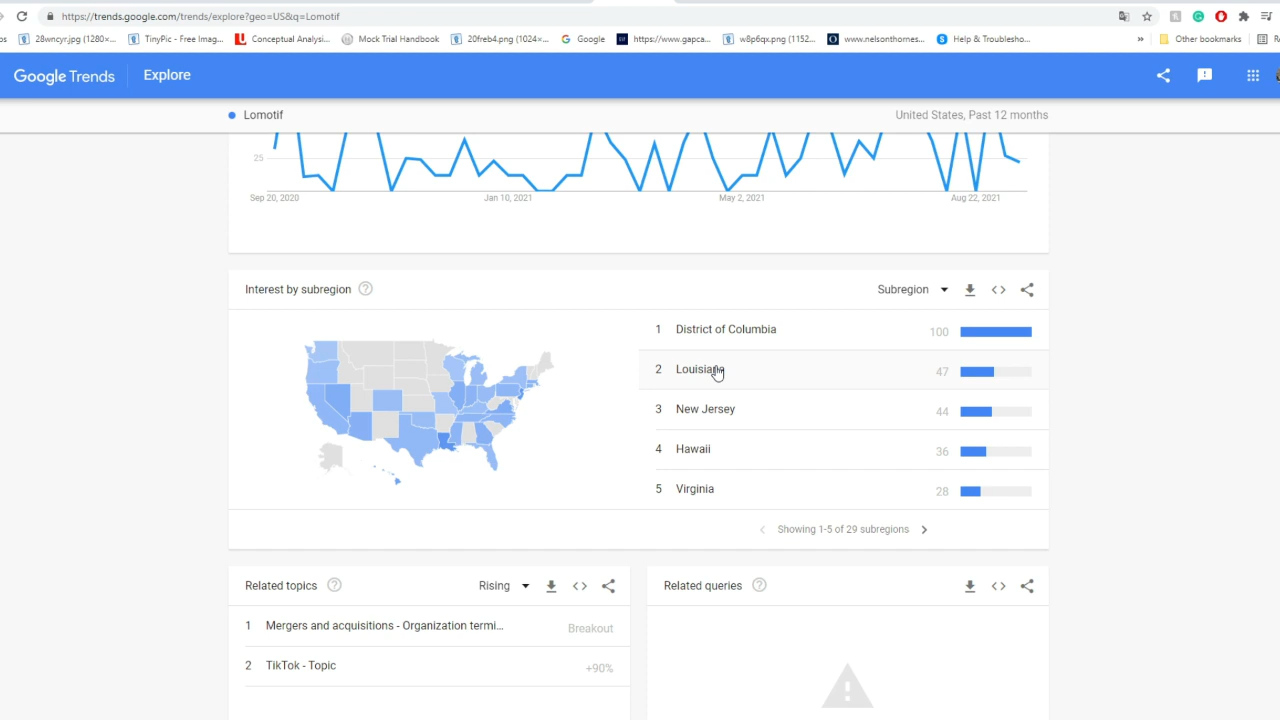 https://trends.google.com/trends/explore?geo=US&q=Lomotif
os 28wncyr.jpg (1280×... TinyPic - Free Imag... Conceptual Analysi... Mock Trial Handbook 20freb4.png (1024×... Google https://www.gapca... w8p6qx.png (1152... www.nelsonthornes... Help & Troublesho... » Other bookmarks
Google Trends Explore
Lomotif United States, Past 12 months
25
Sep 20, 2020 Jan 10, 2021 May 2, 2021 Aug 22, 2021
Interest by subregion Subregion
1 District of Columbia 100
2 Louisiana 47
3 New Jersey 44
4 Hawaii 36
5 Virginia 28
Showing 1-5 of 29 subregions
Related topics Rising
Related queries
1 Mergers and acquisitions - Organization termi... Breakout
2 TikTok - Topic +90%